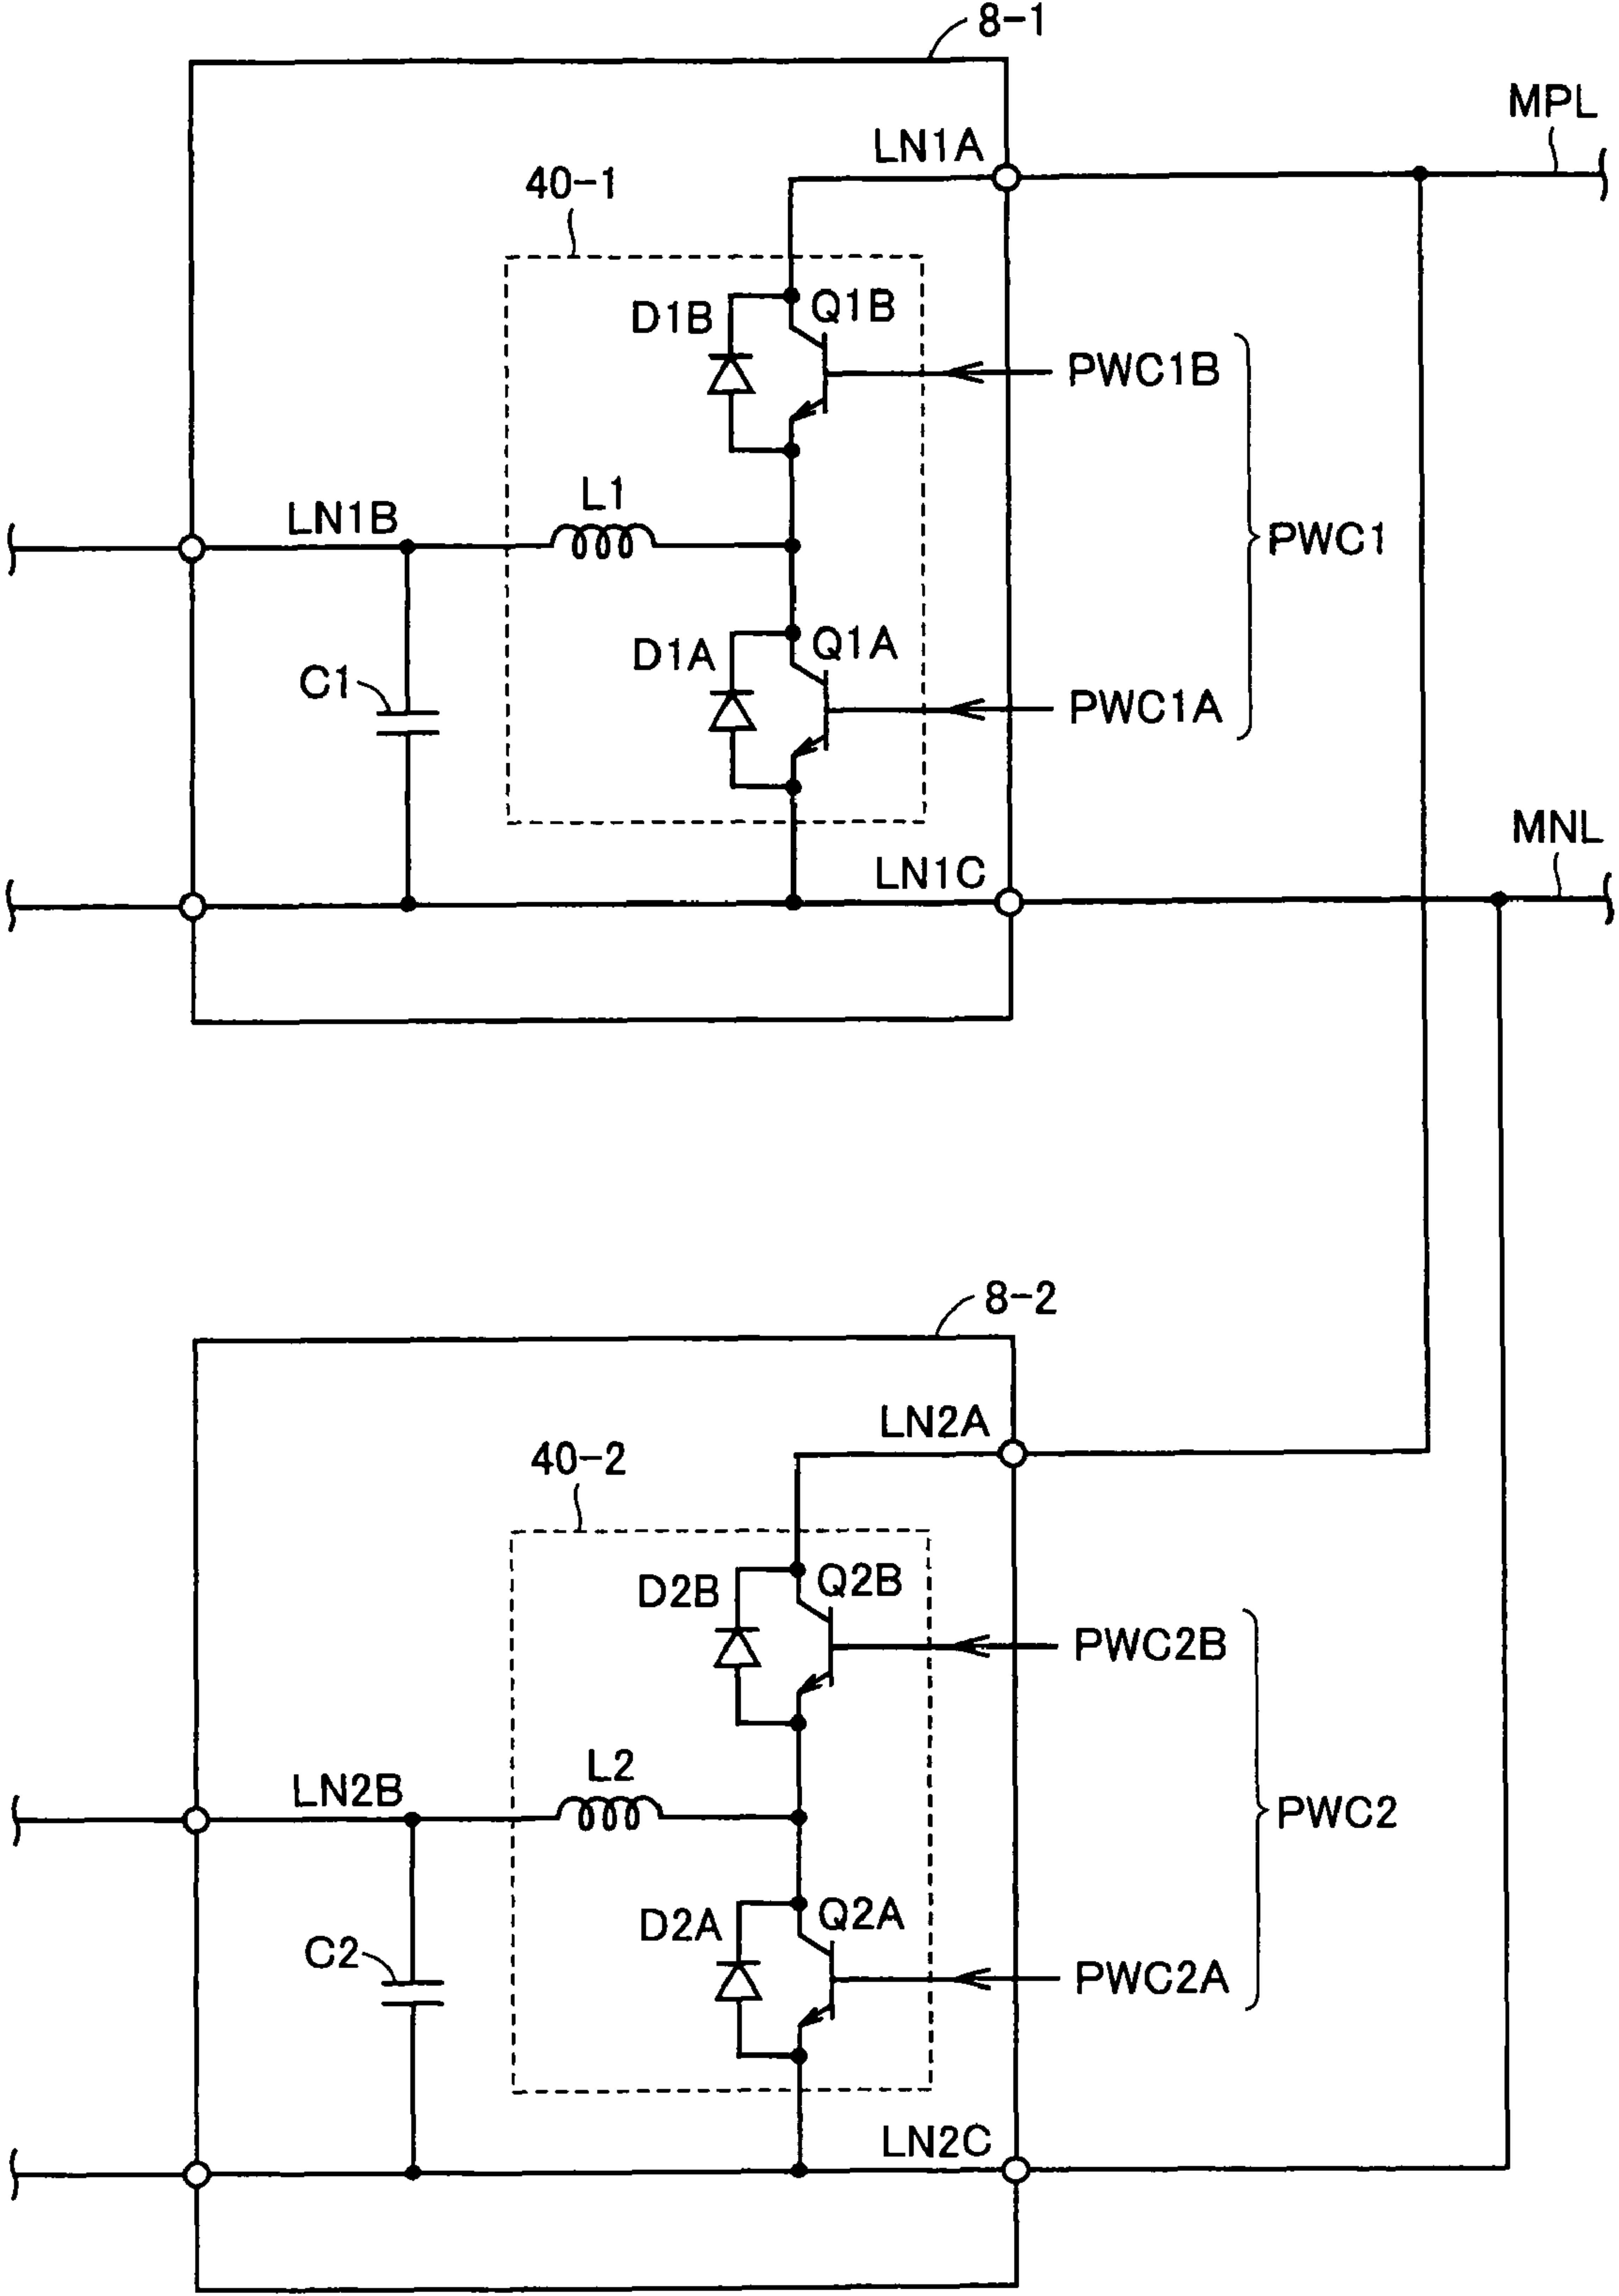 8-1
MPL
LN1A
40-1
D1B
Q1B
PWC1B
L1
LN1B
PWC1
D1A
Q1A
C1
PWC1A
MNL
LN1C
8-2
LN2A
40-2
D2B
Q2B
PWC2B
L2
LN2B
PWC2
D2A
Q2A
C2
PWC2A
LN2C